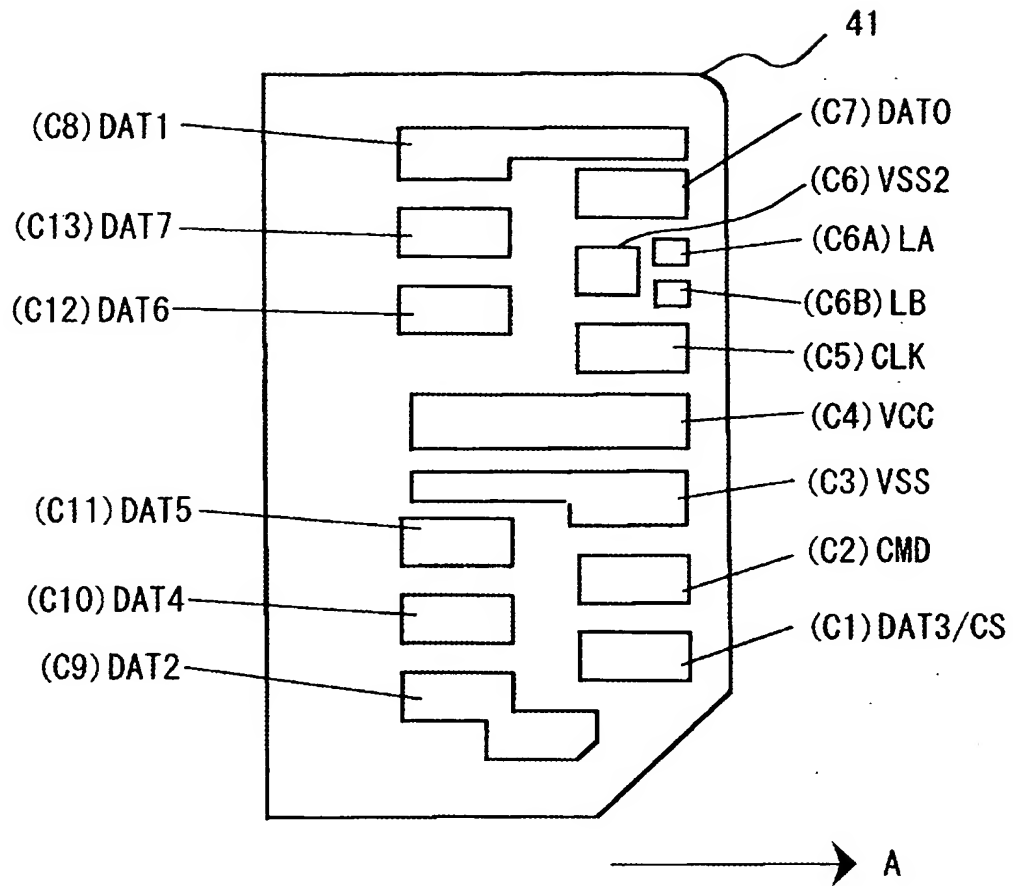 41
(C8)DAT1
(C7)DAT0
(C6)VSS2
(C13)DAT7
(C6A)LA
(C12)DAT6
(C6B)LB
(C5)CLK
(C4)VCC
(C3)VSS
(C11)DAT5
(C2)CMD
(C10)DAT4
(C1)DAT3/CS
(C9)DAT2
A